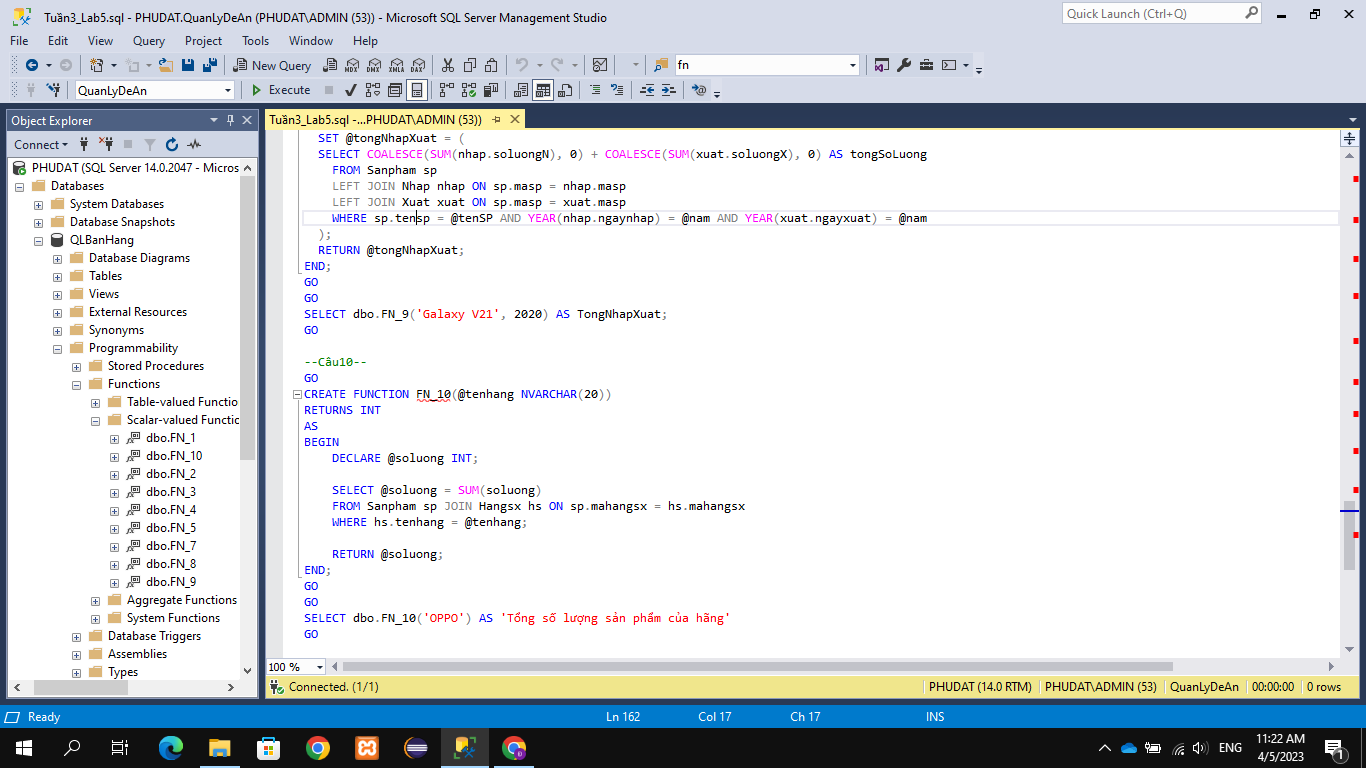 Tuần3_Lab5.sql - PHUDAT.QuanLyDeAn (PHUDAT\ADMIN (53)) - Microsoft SQL Server Management Studio
Quick Launch (Ctrl+Q)
File Edit View Query Project Tools Window Help
New Query
MDX DMX XMLA DAX
fn
QuanLyDeAn
Execute
Object Explorer
Connect
PHUDAT (SQL Server 14.0.2047 - Micros
Databases
System Databases
Database Snapshots
QLBanHang
Database Diagrams
Tables
Views
External Resources
Synonyms
Programmability
Stored Procedures
Functions
Table-valued Functio
Scalar-valued Functic
dbo.FN_1
dbo.FN_10
dbo.FN_2
dbo.FN_3
dbo.FN_4
dbo.FN_5
dbo.FN_7
dbo.FN_8
dbo.FN_9
Aggregate Functions
System Functions
Database Triggers
Assemblies
Types
Tuần3_Lab5.sql -...PHUDAT\ADMIN (53))
SET @tongNhapXuat = (
SELECT COALESCE(SUM(nhap.soluongN), 0) + COALESCE(SUM(xuat.soluongX), 0) AS tongSoLuong
FROM Sanpham sp
LEFT JOIN Nhap nhap ON sp.masp = nhap.masp
LEFT JOIN Xuat xuat ON sp.masp = xuat.masp
WHERE sp.tensp = @tenSP AND YEAR(nhap.ngaynhap) = @nam AND YEAR(xuat.ngayxuat) = @nam
);
RETURN @tongNhapXuat;
END;
GO
GO
SELECT dbo.FN_9('Galaxy V21', 2020) AS TongNhapXuat;
GO
--Câu10--
GO
CREATE FUNCTION FN_10(@tenhang NVARCHAR(20))
RETURNS INT
AS
BEGIN
DECLARE @soluong INT;
SELECT @soluong = SUM(soluong)
FROM Sanpham sp JOIN Hangsx hs ON sp.mahangsx = hs.mahangsx
WHERE hs.tenhang = @tenhang;
RETURN @soluong;
END;
GO
GO
SELECT dbo.FN_10('OPPO') AS 'Tổng số lượng sản phẩm của hãng'
GO
100 %
Connected. (1/1)
PHUDAT (14.0 RTM) PHUDAT\ADMIN (53) QuanLyDeAn 00:00:00 0 rows
Ready
Ln 162 Col 17 Ch 17 INS
ENG
11:22 AM
4/5/2023
1